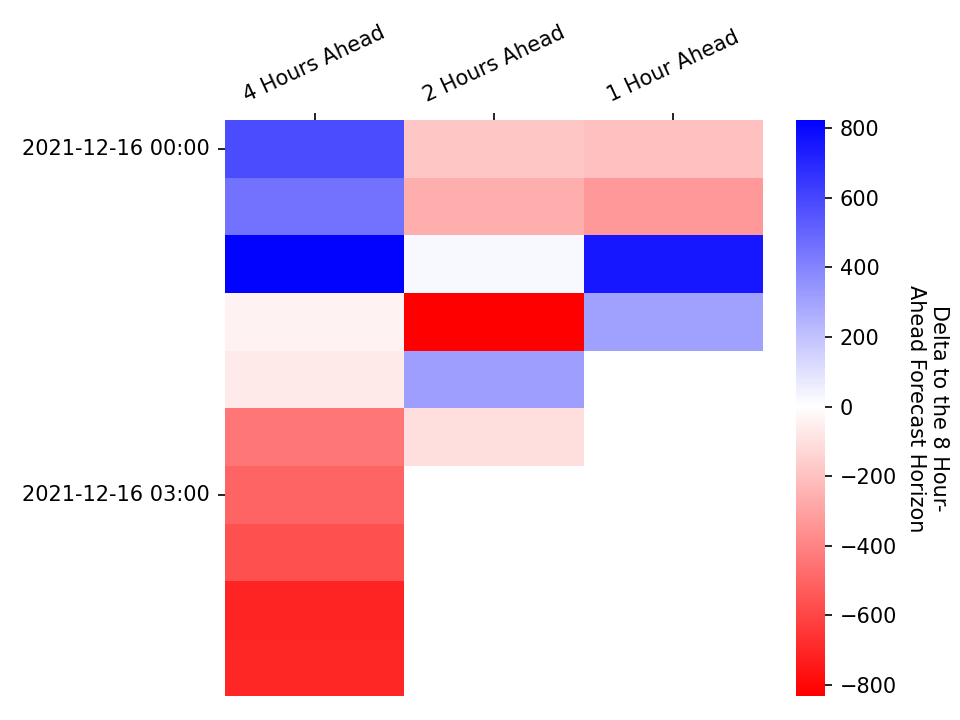 4 Hours Ahead
2 Hours Ahead
1 Hour Ahead
2021-12-16 00:00
2021-12-16 03:00
800
600
400
200
0
−200
−400
−600
−800
Delta to the 8 Hour-
Ahead Forecast Horizon